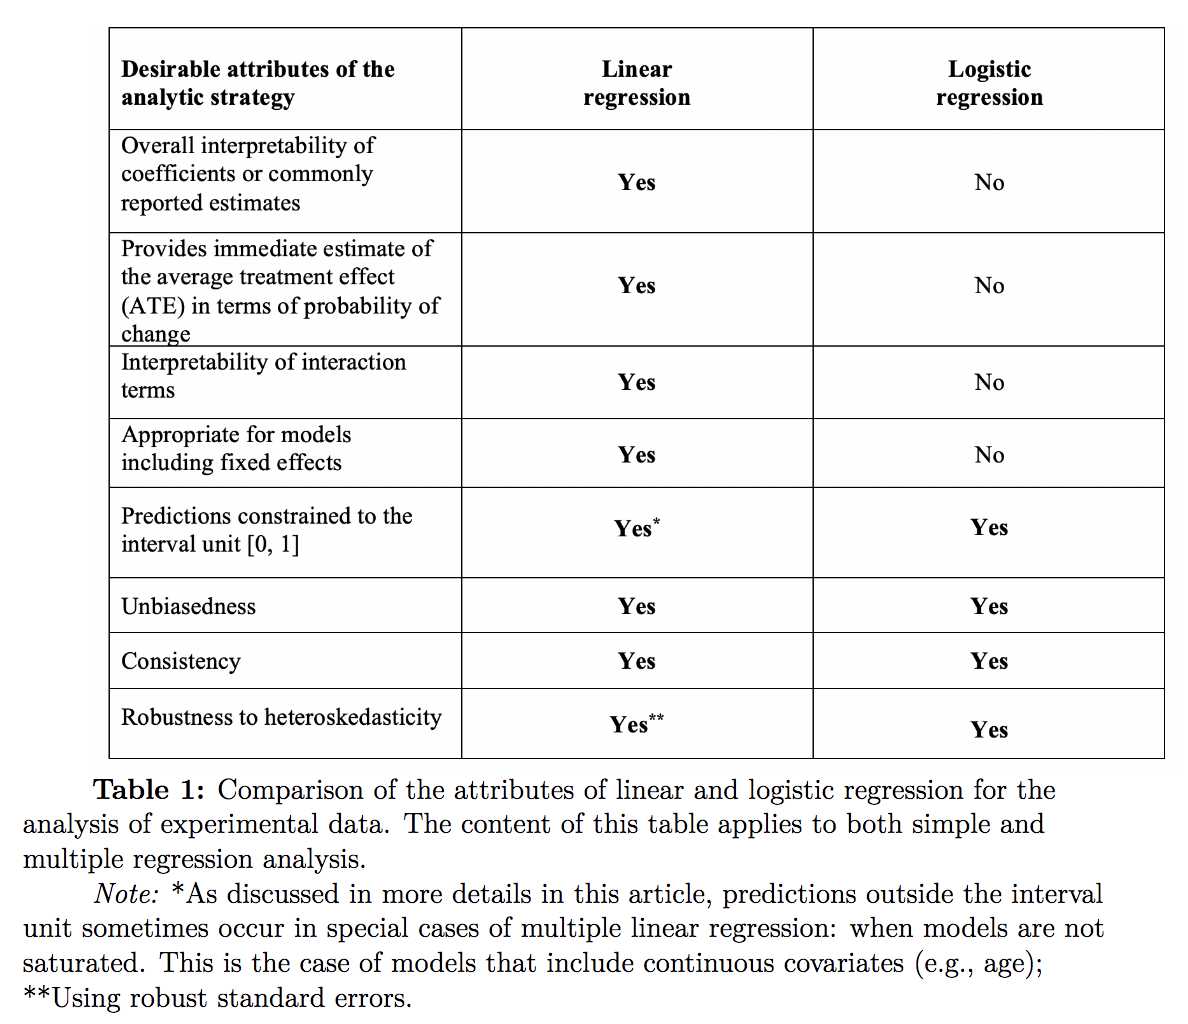 Desirable attributes of the
analytic strategy
Linear
regression
Logistic
regression
Overall interpretability of
coefficients or commonly
reported estimates
Yes
No
Provides immediate estimate of
the average treatment effect
(ATE) in terms of probability of
change
Yes
No
Interpretability of interaction
terms
Yes
No
Appropriate for models
including fixed effects
Yes
No
Predictions constrained to the
interval unit [0, 1]
Yes*
Yes
Unbiasedness
Yes
Yes
Consistency
Yes
Yes
Robustness to heteroskedasticity
Yes**
Yes
Table 1: Comparison of the attributes of linear and logistic regression for the
analysis of experimental data. The content of this table applies to both simple and
multiple regression analysis.
Note: *As discussed in more details in this article, predictions outside the interval
unit sometimes occur in special cases of multiple linear regression: when models are not
saturated. This is the case of models that include continuous covariates (e.g., age);
**Using robust standard errors.